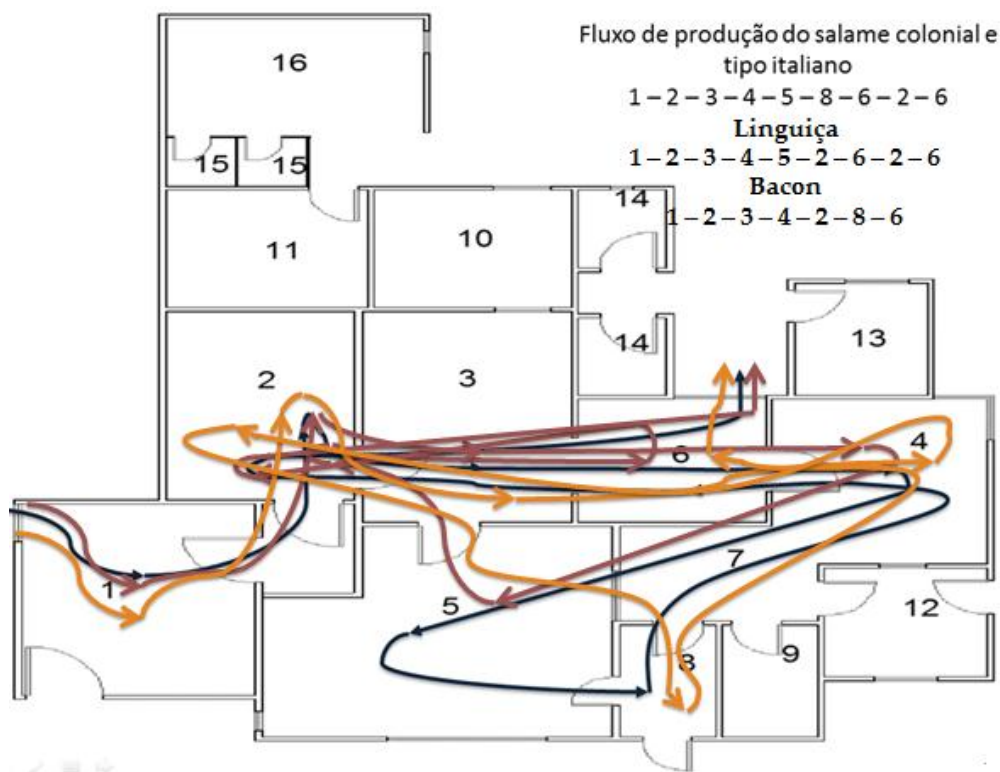 Fluxo de produção do salame colonial e
tipo italiano
1 – 2 – 3 – 4 – 5 – 8 – 6 – 2 – 6
Linguiça
1 – 2 – 3 – 4 – 5 – 2 – 6 – 2 – 6
Bacon
1 – 2 – 3 – 4 – 2 – 8 – 6
16
15
15
14
11
10
14
13
2
3
6
4
1
7
5
12
8
9